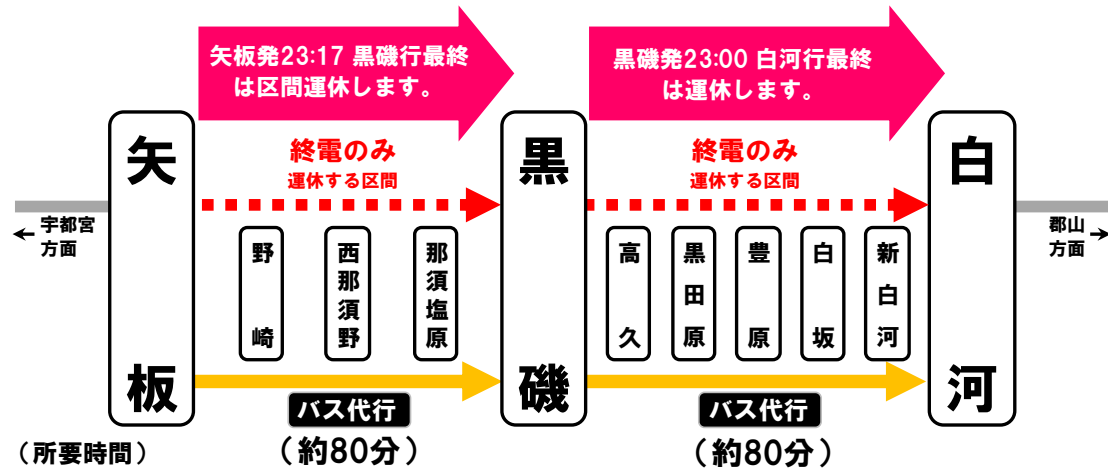 矢板発23:17 黒磯行最終
は区間運休します。
黒磯発23:00 白河行最終
は運休します。
矢板
終電のみ
運休する区間
黒磯
終電のみ
運休する区間
白河
←宇都宮
方面
郡山→
方面
野崎
西那須野
那須塩原
高久
黒田原
豊原
白坂
新白河
バス代行
バス代行
（所要時間）
（約80分）
（約80分）